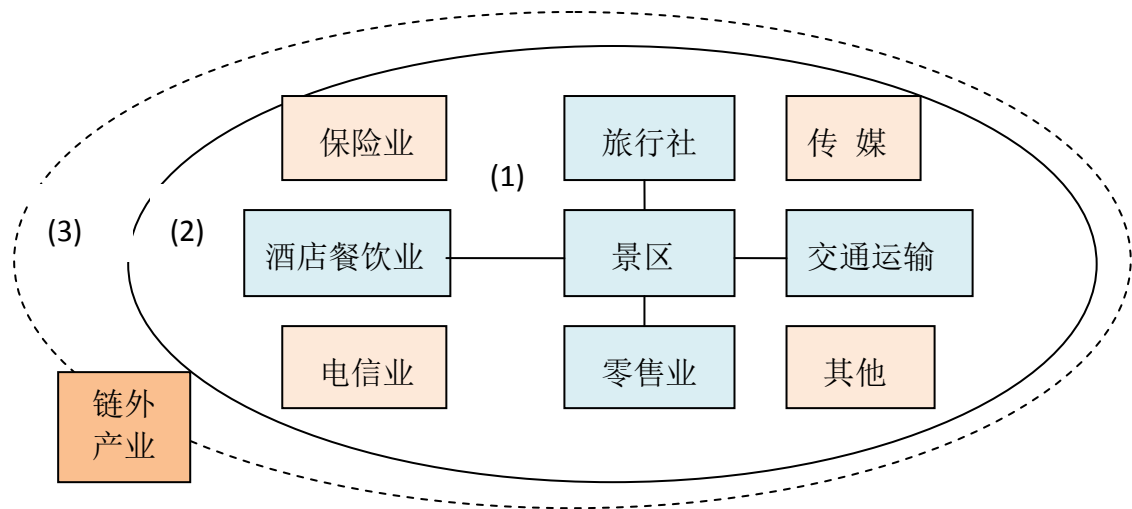 保险业
旅行社
传 媒
(1)
(3)
(2)
酒店餐饮业
景区
交通运输
电信业
零售业
其他
链外
产业